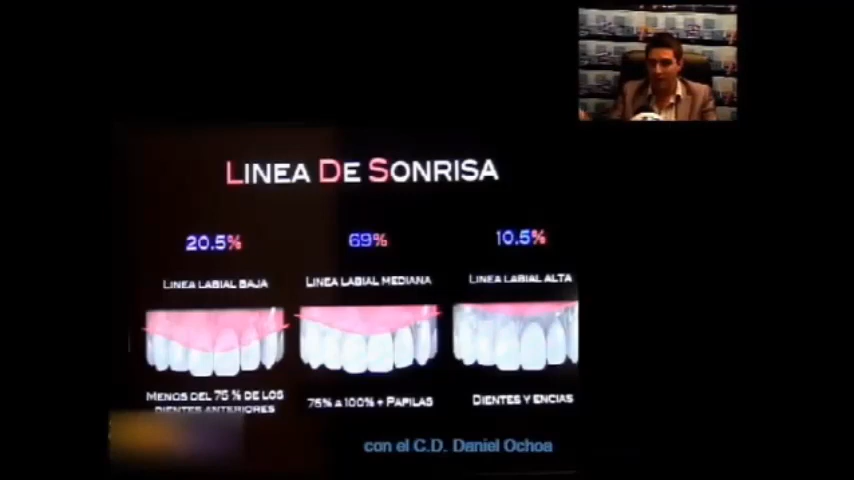 LINEA DE SONRISA
20.5% 69% 10.5%
LINEA LABIAL BAJA LINEA LABIAL MEDIANA LINEA LABIAL ALTA
MENOS DEL 75 % DE LOS DIENTES ANTERIORES
75% A 100% + PAPILAS
DIENTES Y ENCIAS
con el C.D. Daniel Ochoa